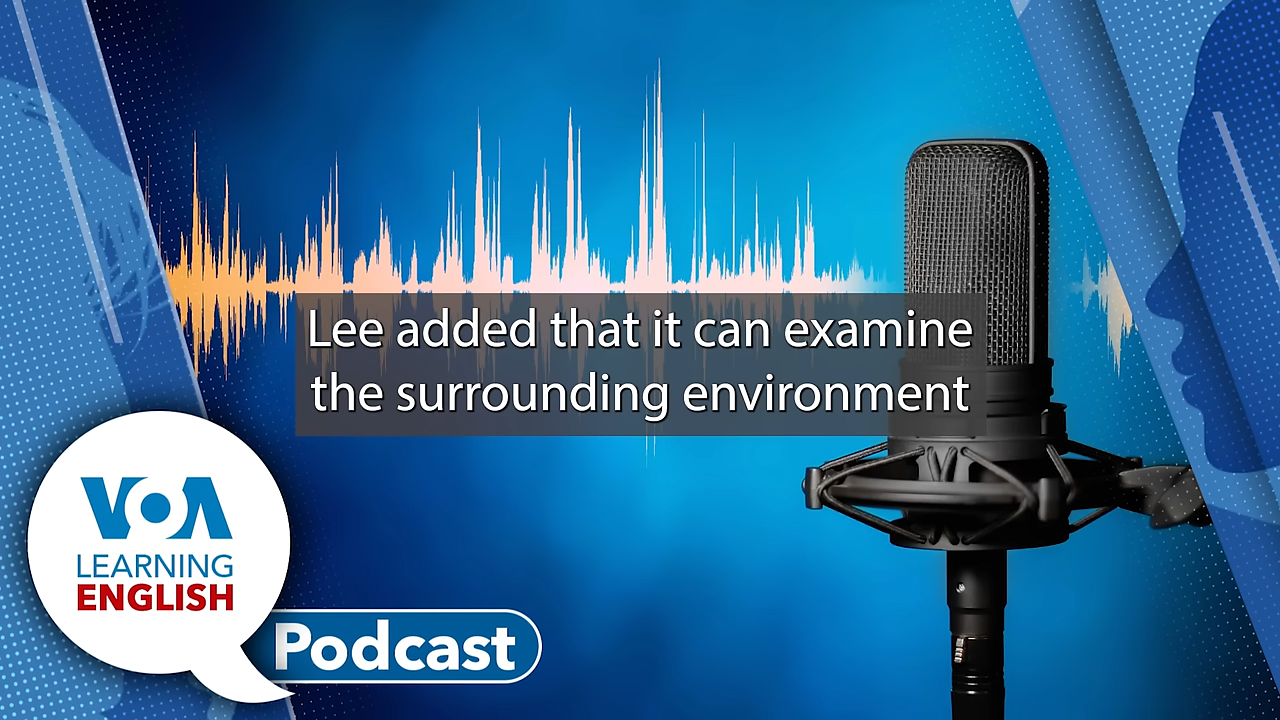 Lee added that it can examine
the surrounding environment
VOA
LEARNING
ENGLISH
Podcast